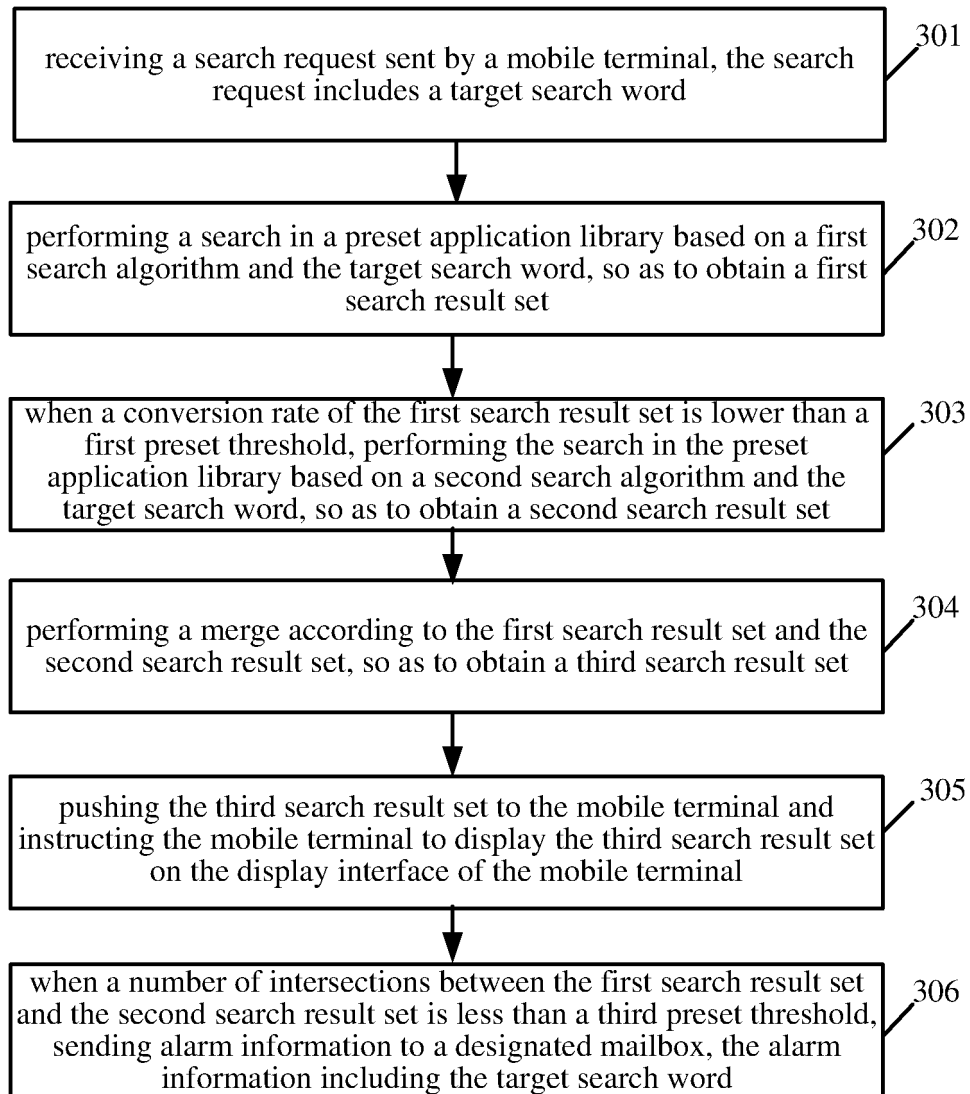 receiving a search request sent by a mobile terminal, the search
request includes a target search word
301
performing a search in a preset application library based on a first
search algorithm and the target search word, so as to obtain a first
search result set
302
when a conversion rate of the first search result set is lower than a
first preset threshold, performing the search in the preset
application library based on a second search algorithm and the
target search word, so as to obtain a second search result set
303
performing a merge according to the first search result set and the
second search result set, so as to obtain a third search result set
304
pushing the third search result set to the mobile terminal and
instructing the mobile terminal to display the third search result set
on the display interface of the mobile terminal
305
when a number of intersections between the first search result set
and the second search result set is less than a third preset threshold,
sending alarm information to a designated mailbox, the alarm
information including the target search word
306